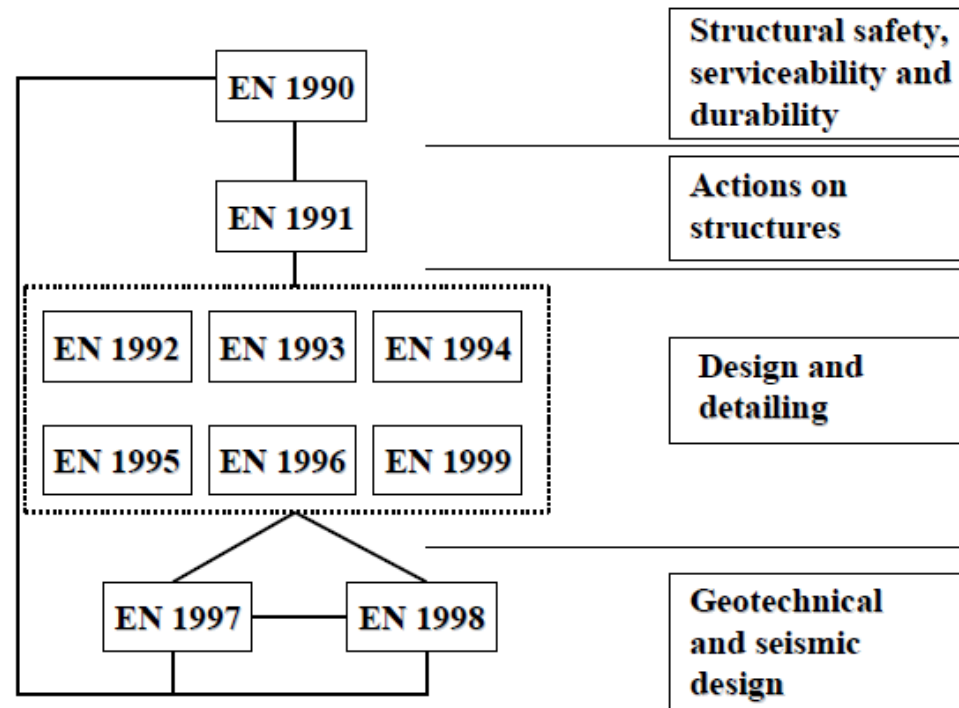 EN 1990
Structural safety,
serviceability and
durability
EN 1991
Actions on
structures
EN 1992 EN 1993 EN 1994
Design and
detailing
EN 1995 EN 1996 EN 1999
EN 1997 EN 1998
Geotechnical
and seismic
design